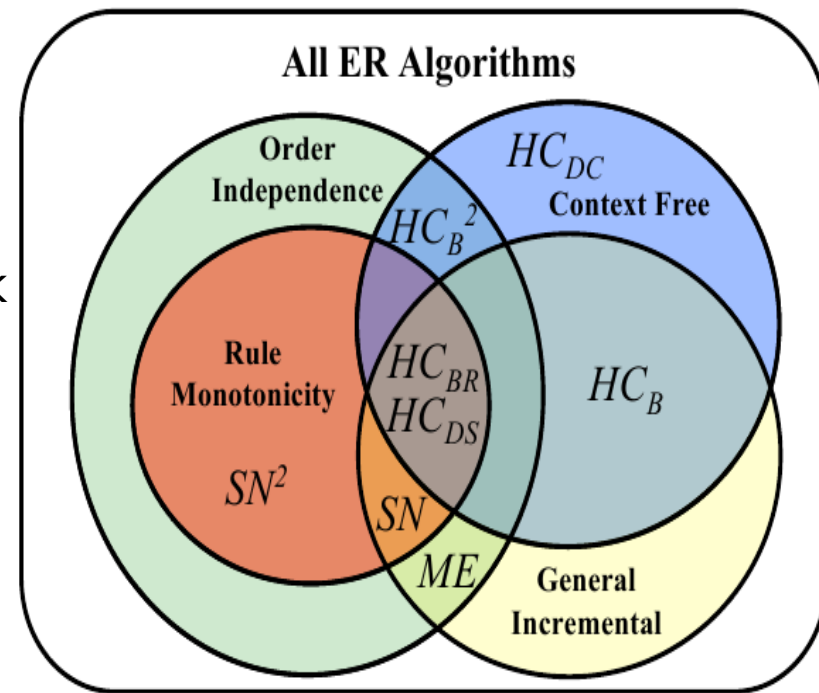 All ER Algorithms
Order
Independence
HC_DC
Context Free
HC_B^2
k
Rule
Monotonicity
HC_BR
HC_DS
HC_B
SN^2
SN
ME
General
Incremental